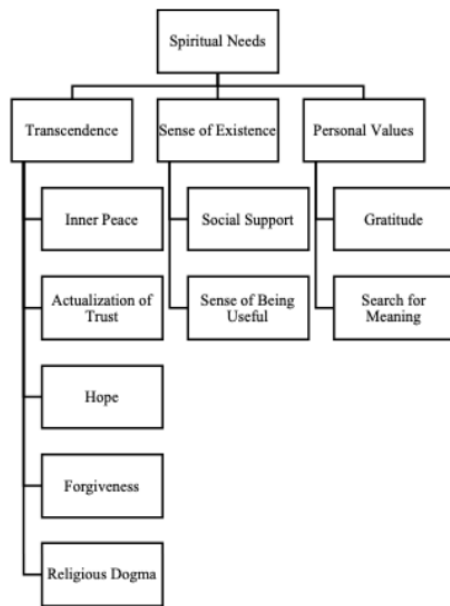 Spiritual Needs
Transcendence
Sense of Existence
Personal Values
Inner Peace
Social Support
Gratitude
Actualization of
Trust
Sense of Being
Useful
Search for
Meaning
Hope
Forgiveness
Religious Dogma